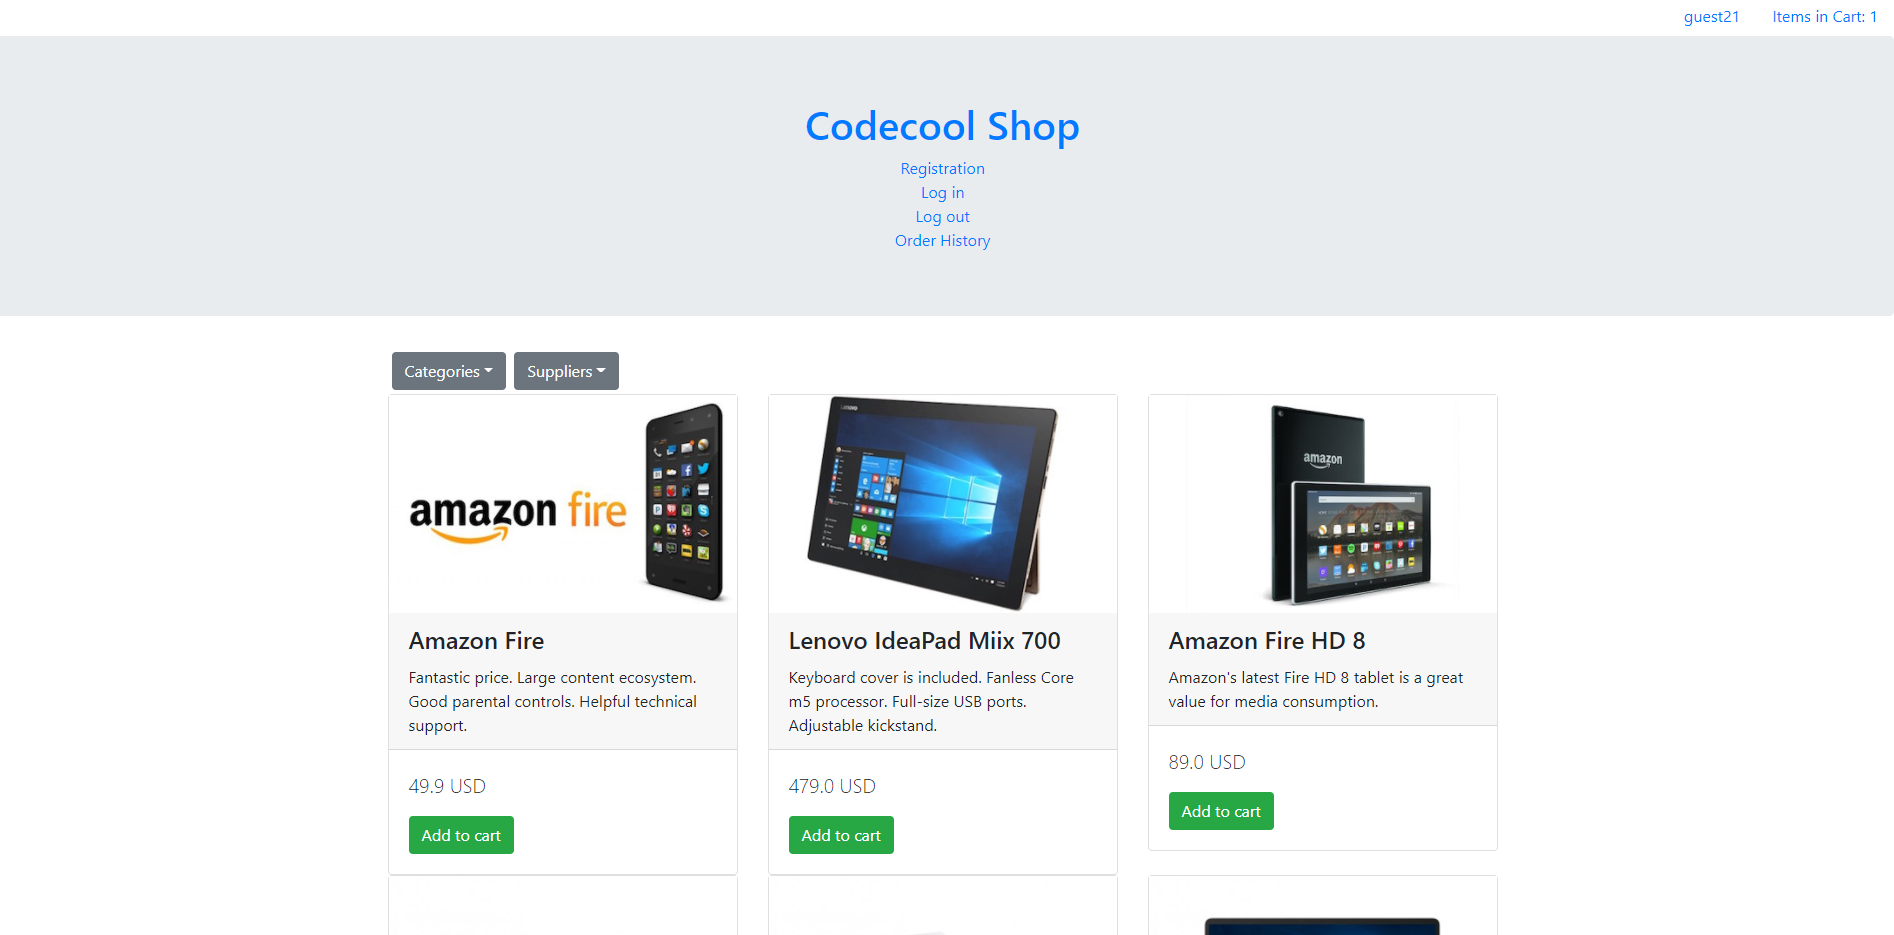 guest21 Items in Cart: 1
Codecool Shop
Registration
Log in
Log out
Order History
Categories Suppliers
amazon fire
Lenovo
amazon
Amazon Fire
Fantastic price. Large content ecosystem.
Good parental controls. Helpful technical
support.
49.9 USD
Add to cart
Lenovo IdeaPad Miix 700
Keyboard cover is included. Fanless Core
m5 processor. Full-size USB ports.
Adjustable kickstand.
479.0 USD
Add to cart
Amazon Fire HD 8
Amazon's latest Fire HD 8 tablet is a great
value for media consumption.
89.0 USD
Add to cart